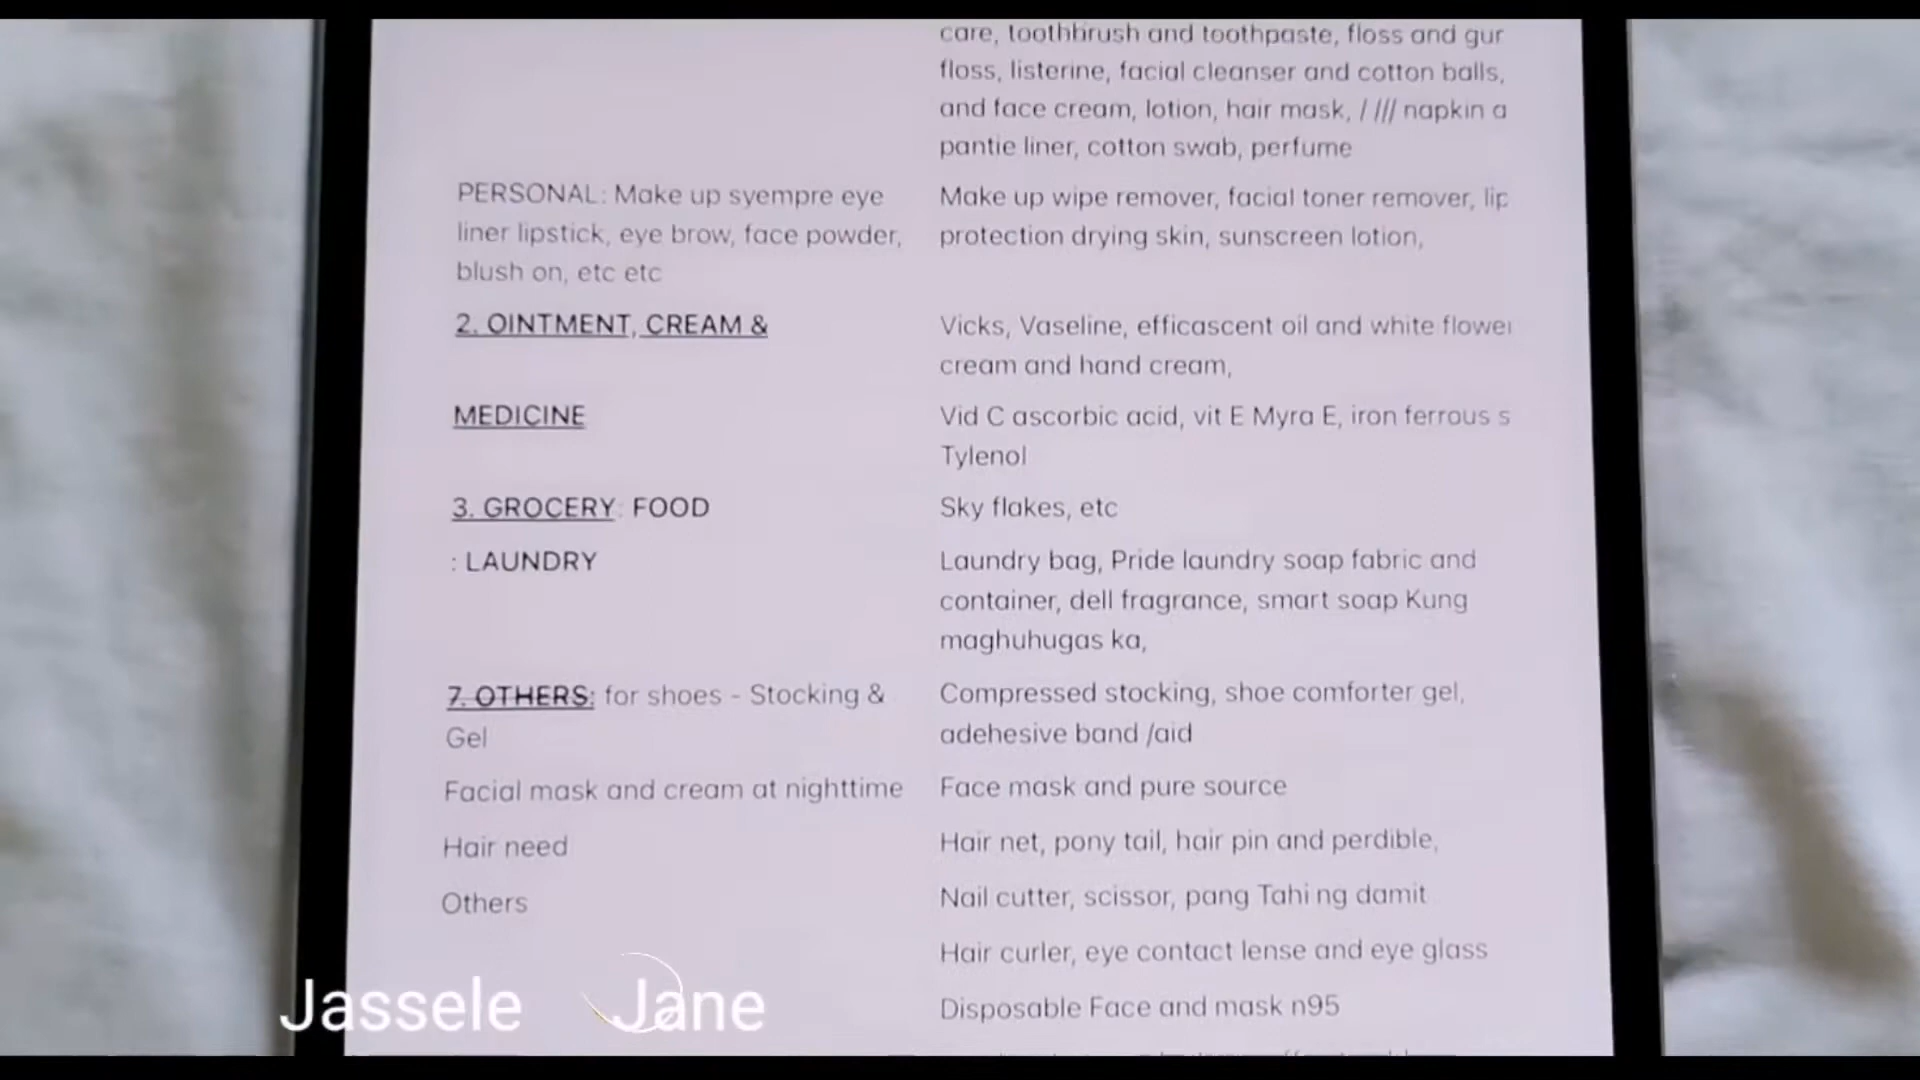 care, toothbrush and toothpaste, floss and
floss, listerine, facial cleanser and cotton balls,
and face cream, lotion, hair mask, / /// napkin
pantie liner, cotton swab, perfume
PERSONAL: Make up syempre eye
liner lipstick, eye brow, face powder,
blush on, etc etc
Make up wipe remover, facial toner remover, lip
protection drying skin, sunscreen lotion,
2. OINTMENT, CREAM &
Vicks, Vaseline, efficascent oil and white flower
cream and hand cream,
MEDICINE
Vid C ascorbic acid, vit E Myra E, iron ferrous s
Tylenol
3. GROCERY: FOOD
Sky flakes, etc
: LAUNDRY
Laundry bag, Pride laundry soap fabric and
container, dell fragrance, smart soap Kung
maghuhugas ka,
7. OTHERS: for shoes - Stocking &
Gel
Compressed stocking, shoe comforter gel,
adehesive band /aid
Facial mask and cream at nighttime
Face mask and pure source
Hair need
Hair net, pony tail, hair pin and perdible,
Others
Nail cutter, scissor, pang Tahi ng damit
Hair curler, eye contact lense and eye glass
Disposable Face and mask n95
Jassele Jane